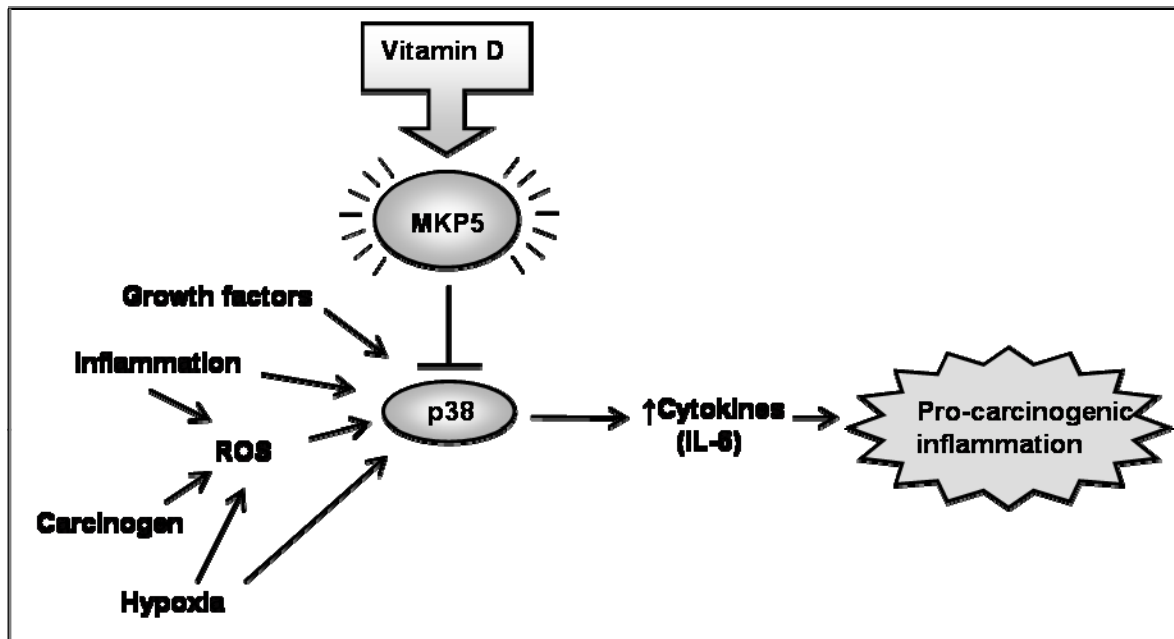 Vitamin D
MKP5
Growth factors
Inflammation
p38
↑Cytokines
(IL-6)
Pro-carcinogenic
inflammation
ROS
Carcinogen
Hypoxia